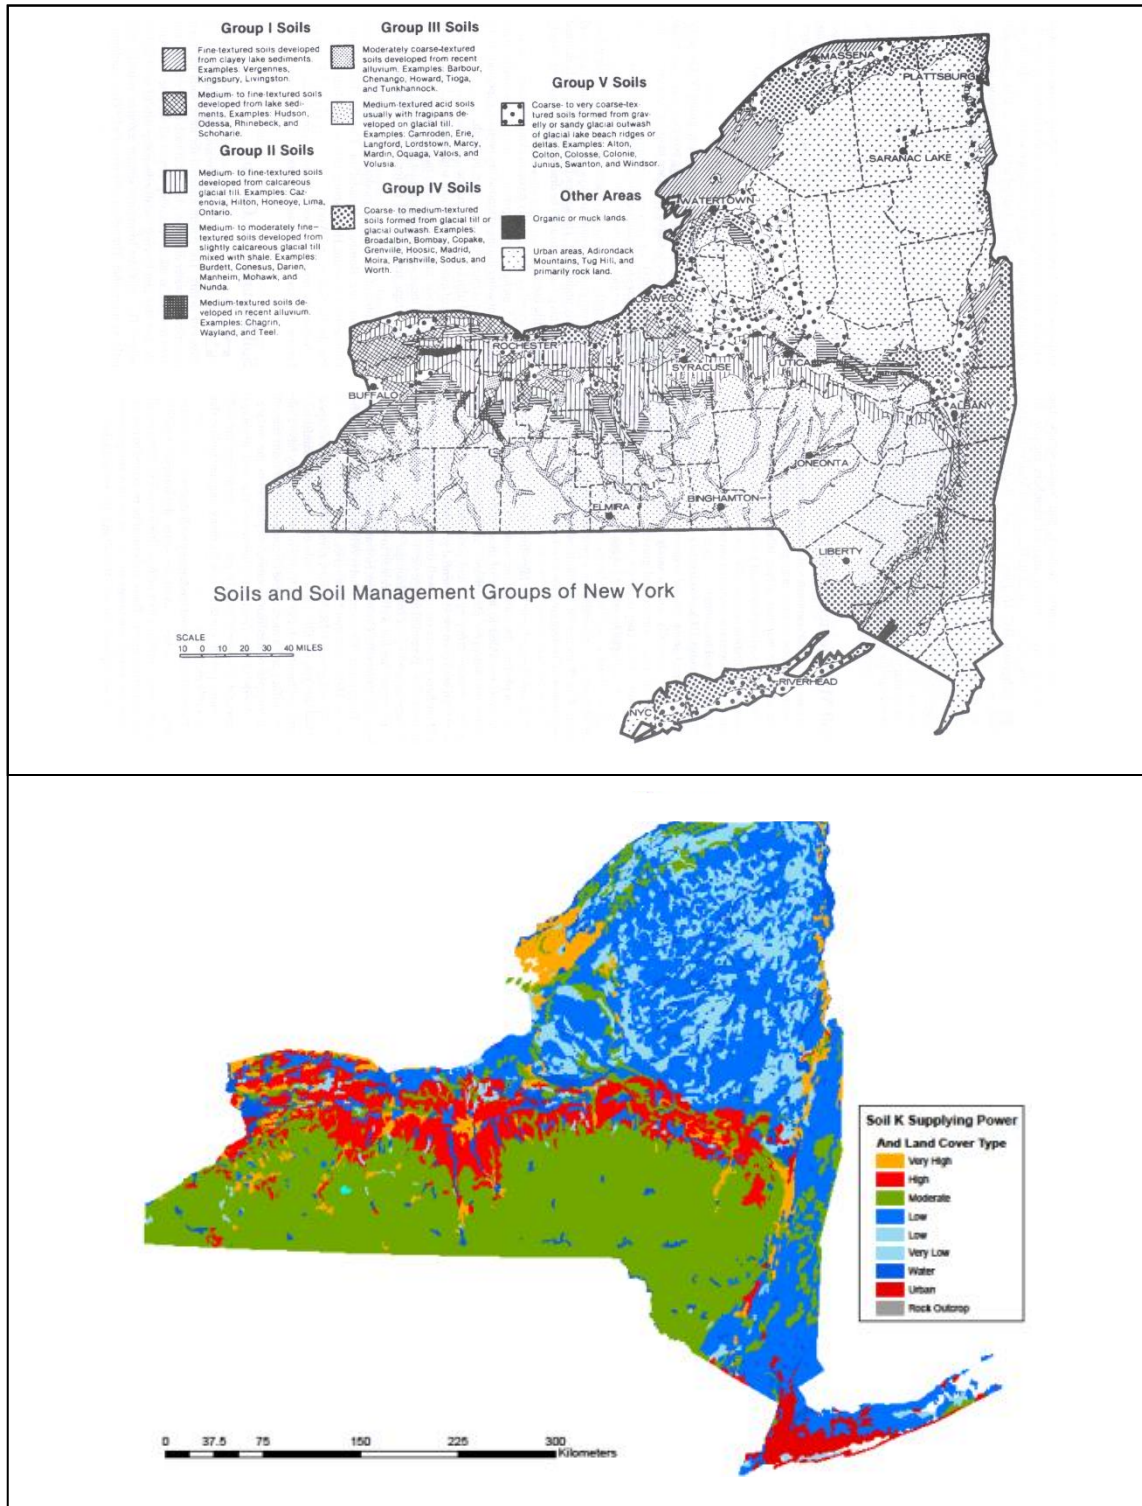 Group I Soils
Fine-textured soils developed
from clayey lake sediments.
Examples: Vergennes,
Kingsbury, Livingston.
Medium- to fine-textured soils
developed from lake sedi-
ments. Examples: Hudson,
Odessa, Rhinebeck, and
Schoharie.
Group II Soils
Medium- to fine-textured soils
developed from calcareous
glacial till. Examples: Caz-
enovia, Hilton, Honeoye, Lima,
Ontario.
Medium- to moderately fine-
textured soils developed from
slightly calcareous glacial till
mixed with shale. Examples:
Burdett, Conesus, Darien,
Manheim, Mohawk, and
Nunda.
Medium-textured soils de-
veloped in recent alluvium.
Examples: Chagrin,
Wayland, and Teel.
Group III Soils
Moderately coarse-textured
soils developed from recent
alluvium. Examples: Barbour,
Chenango, Howard, Tioga,
and Tunkhannock.
Medium-textured acid soils
usually with fragipans de-
veloped on glacial till.
Examples: Camroden, Erie,
Langford, Lordstown, Marcy,
Mardin, Oquaga, Valois, and
Volusia.
Group IV Soils
Coarse- to medium-textured
soils formed from glacial till or
glacial outwash. Examples:
Broadalbin, Bombay, Copake,
Grenville, Hoosic, Madrid,
Moira, Parishville, Sodus, and
Worth.
Group V Soils
Coarse- to very coarse-tex-
tured soils formed from grav-
elly or sandy glacial outwash
of glacial lake beach ridges or
deltas. Examples: Alton,
Colton, Colosse, Colonie,
Junius, Swanton, and Windsor.
Other Areas
Organic or muck lands.
Urban areas, Adirondack
Mountains, Tug Hill, and
primarily rock land.
MASSENA
PLATTSBURG
SARANAC LAKE
WATERTOWN
OSWEGO
ROCHESTER
SYRACUSE
UTICA
BUFFALO
ALBANY
ONEONTA
BINGHAMTON
ELMIRA
LIBERTY
RIVERHEAD
NYC
Soils and Soil Management Groups of New York
SCALE
10 0 10 20 30 40 MILES
Soil K Supplying Power
And Land Cover Type
Very High
High
Moderate
Low
Low
Very Low
Water
Urban
Rock Outcrop
0 37.5 75 150 225 300
Kilometers